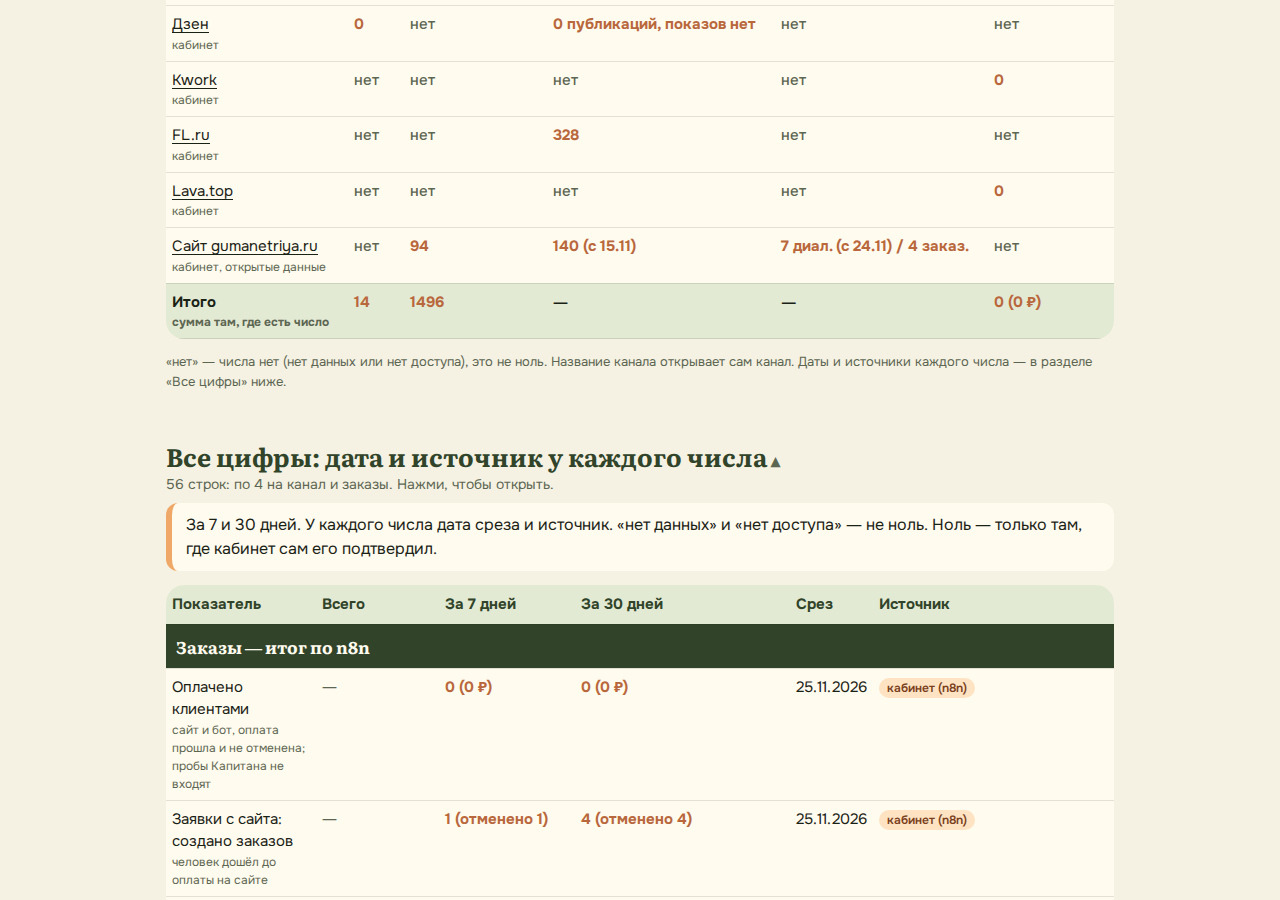 Дзен 0 нет 0 публикаций, показов нет нет нет
кабинет
Kwork нет нет нет нет 0
кабинет
FL.ru нет нет 328 нет нет
кабинет
Lava.top нет нет нет нет 0
кабинет
Сайт gumanetriya.ru нет 94 140 (с 15.11) 7 диал. (с 24.11) / 4 заказ. нет
кабинет, открытые данные
Итого 14 1496 — — 0 (0 ₽)
сумма там, где есть число
«нет» — числа нет (нет данных или нет доступа), это не ноль. Название канала открывает сам канал. Даты и источники каждого числа — в разделе
«Все цифры» ниже.
Все цифры: дата и источник у каждого числа▲
56 строк: по 4 на канал и заказы. Нажми, чтобы открыть.
За 7 и 30 дней. У каждого числа дата среза и источник. «нет данных» и «нет доступа» — не ноль. Ноль — только там,
где кабинет сам его подтвердил.
Показатель Всего За 7 дней За 30 дней Срез Источник
Заказы — итог по n8n
Оплачено — 0 (0 ₽) 0 (0 ₽) 25.11.2026 кабинет (n8n)
клиентами
сайт и бот, оплата
прошла и не отменена;
пробы Капитана не
входят
Заявки с сайта: — 1 (отменено 1) 4 (отменено 4) 25.11.2026 кабинет (n8n)
создано заказов
человек дошёл до
оплаты на сайте